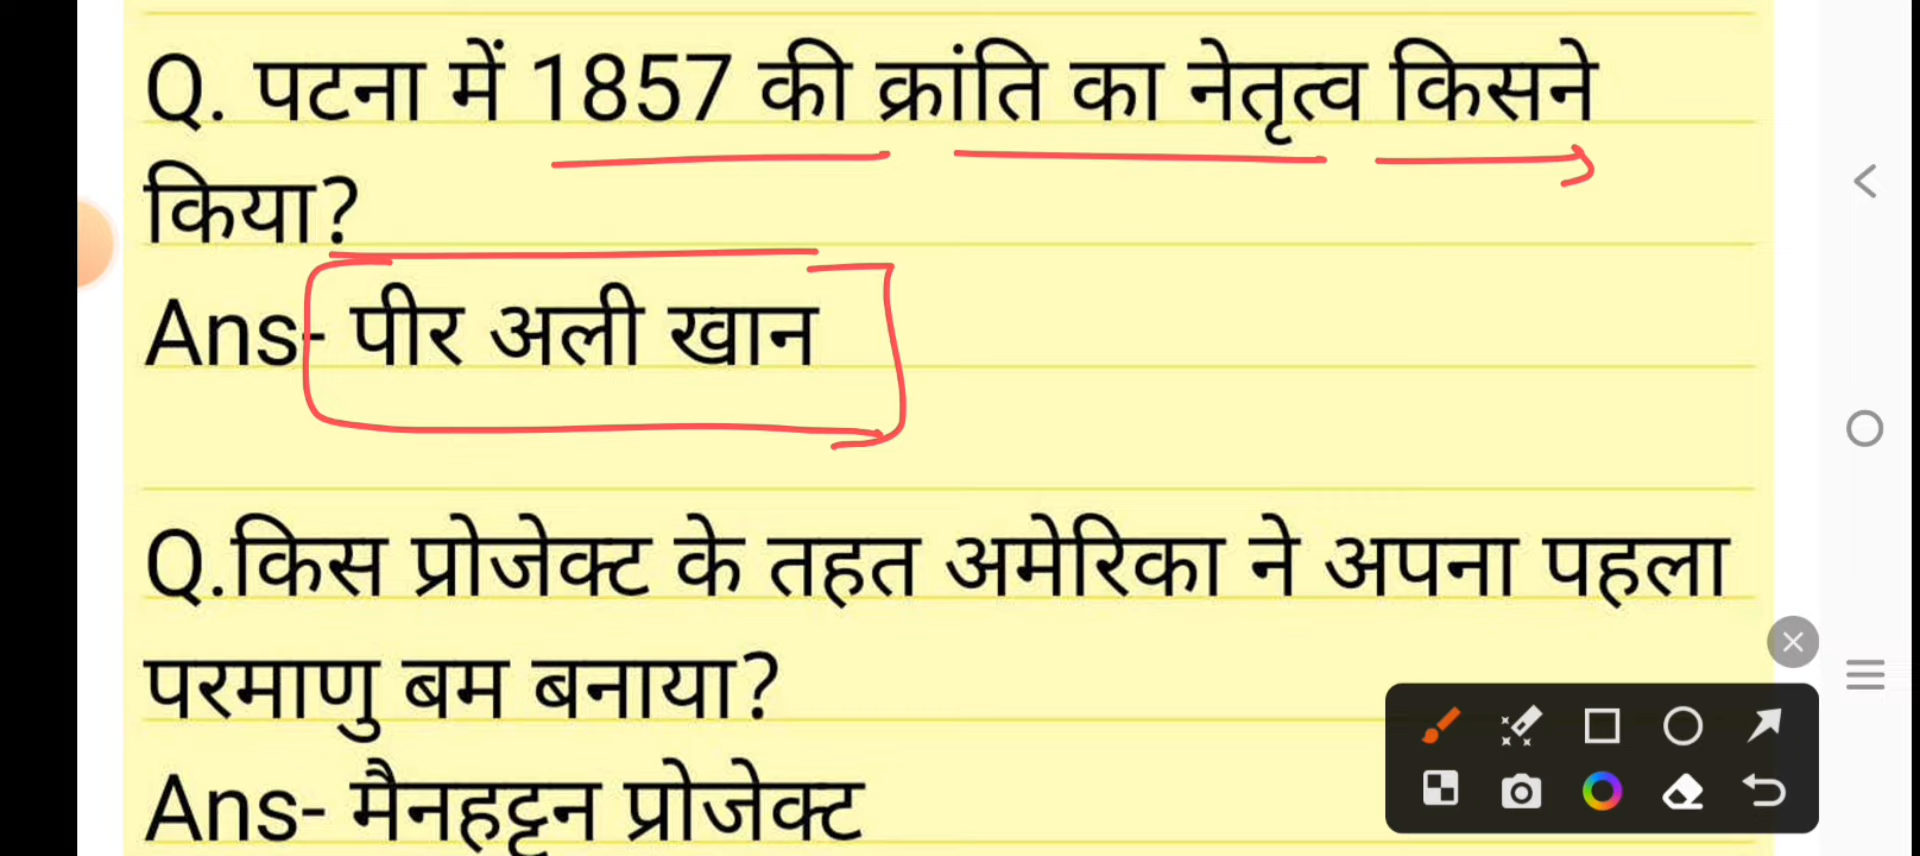 Q. पटना में 1857 की क्रांति का नेतृत्व किसने
किया?
Ans- पीर अली खान
Q.किस प्रोजेक्ट के तहत अमेरिका ने अपना पहला
परमाणु बम बनाया?
Ans- मैनहट्टन प्रोजेक्ट